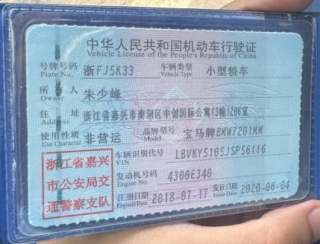 中华人民共和国机动车行驶证
Vehicle License of the People's Republic of China
号牌号码 浙FJ5K33 车辆类型 小型轿车
Plate No. Vehicle Type
所有人 朱少峰
Owner
住址 浙江省嘉兴市南湖区中创国际公寓13幢1206室
Address
使用性质 非营运 品牌型号 宝马牌BMW7201MM
Use Character Model
浙江省嘉兴市公安局交通警察支队
车辆识别代号 LBVKY5105JSP56116
VIN
发动机号码 4300E340
Engine No.
注册日期 2018-07-17 发证日期 2020-06-04
Register Date Issue Date